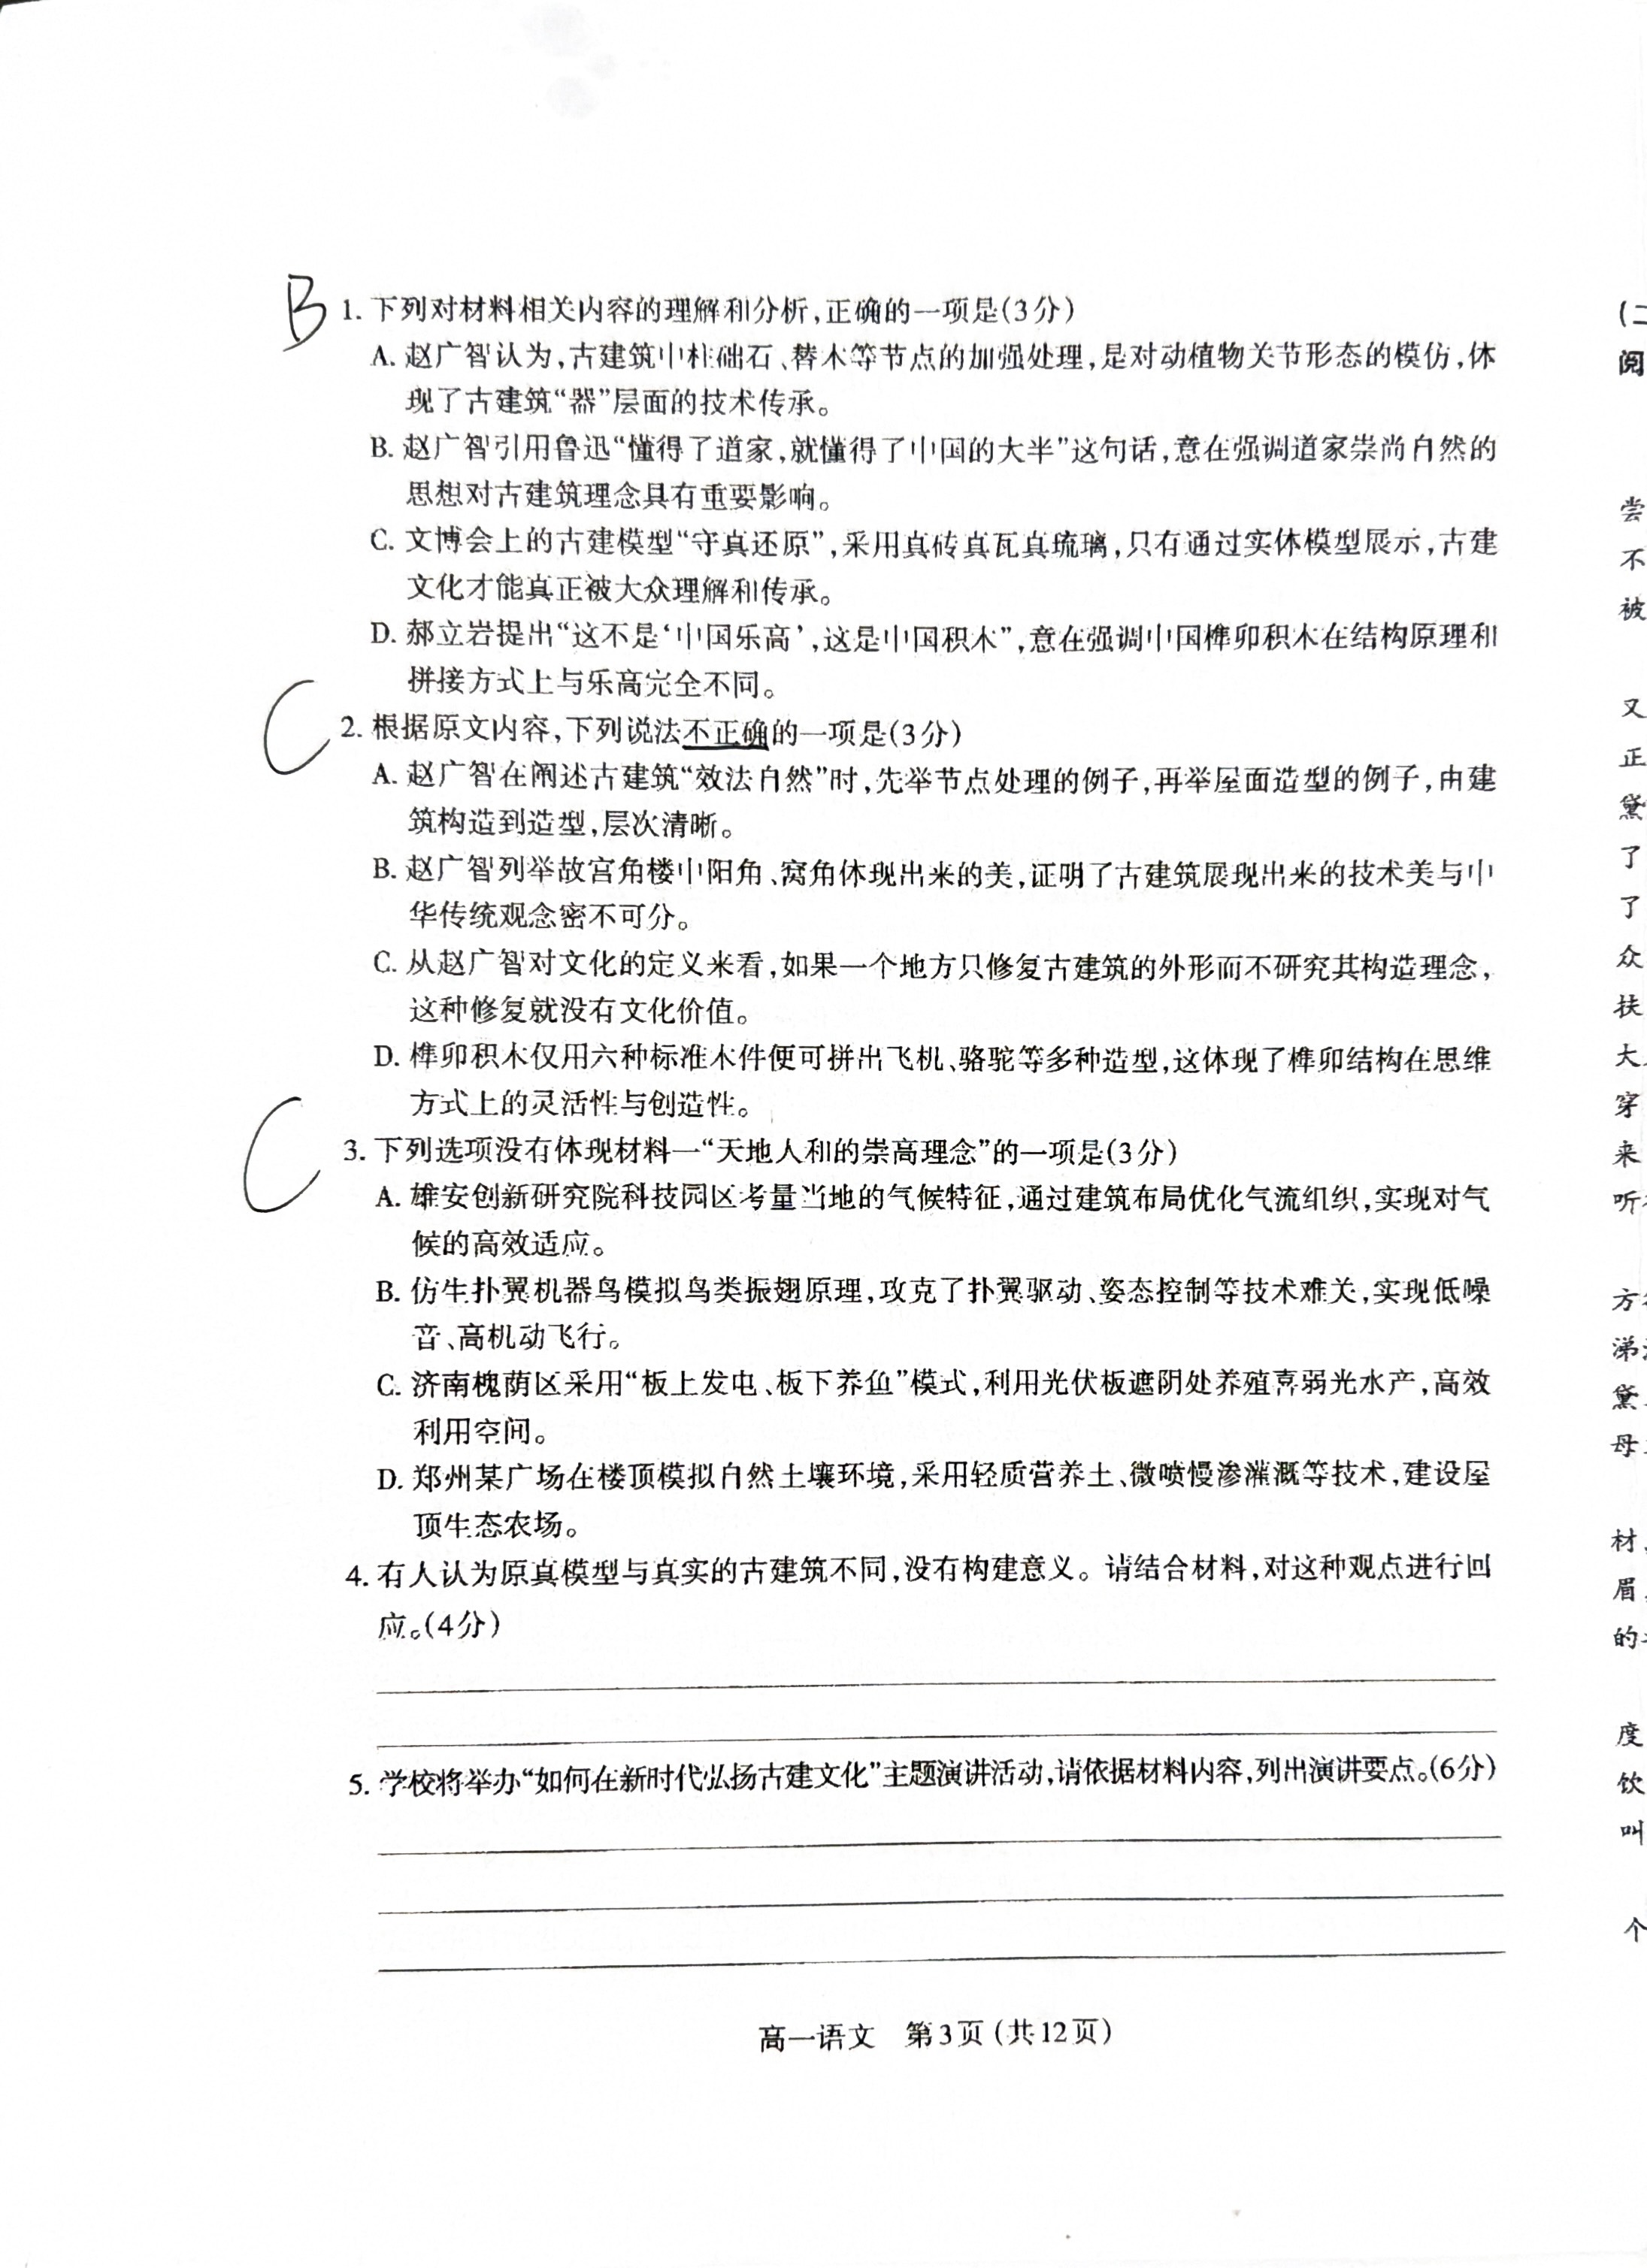 B
1. 下列对材料相关内容的理解和分析,正确的一项是(3分)
A. 赵广智认为,古建筑中柱础石、替木等节点的加强处理,是对动植物关节形态的模仿,体
现了古建筑“器”层面的技术传承。
B. 赵广智引用鲁迅“懂得了道家,就懂得了中国的大半”这句话,意在强调道家崇尚自然的
思想对古建筑理念具有重要影响。
C. 文博会上的古建模型“守真还原”,采用真砖真瓦真琉璃,只有通过实体模型展示,古建
文化才能真正被大众理解和传承。
D. 郝立岩提出“这不是‘中国乐高’,这是中国积木”,意在强调中国榫卯积木在结构原理和
拼接方式上与乐高完全不同。
C
2. 根据原文内容,下列说法不正确的一项是(3分)
A. 赵广智在阐述古建筑“效法自然”时,先举节点处理的例子,再举屋面造型的例子,由建
筑构造到造型,层次清晰。
B. 赵广智列举故宫角楼中阳角、窝角体现出来的美,证明了古建筑展现出来的技术美与中
华传统观念密不可分。
C. 从赵广智对文化的定义来看,如果一个地方只修复古建筑的外形而不研究其构造理念,
这种修复就没有文化价值。
D. 榫卯积木仅用六种标准木件便可拼出飞机、骆驼等多种造型,这体现了榫卯结构在思维
方式上的灵活性与创造性。
C
3. 下列选项没有体现材料一“天地人和的崇高理念”的一项是(3分)
A. 雄安创新研究院科技园区考量当地的气候特征,通过建筑布局优化气流组织,实现对气
候的高效适应。
B. 仿生扑翼机器鸟模拟鸟类振翅原理,攻克了扑翼驱动、姿态控制等技术难关,实现低噪
音、高机动飞行。
C. 济南槐荫区采用“板上发电、板下养鱼”模式,利用光伏板遮阴处养殖喜弱光水产,高效
利用空间。
D. 郑州某广场在楼顶模拟自然土壤环境,采用轻质营养土、微喷慢渗灌溉等技术,建设屋
顶生态农场。
4. 有人认为原真模型与真实的古建筑不同,没有构建意义。请结合材料,对这种观点进行回
应。(4分)
5. 学校将举办“如何在新时代弘扬古建文化”主题演讲活动,请依据材料内容,列出演讲要点。(6分)
高一语文 第3页(共12页)
(二
阅
尝
不
被
又
正
黛
了
了
众
扶
大
穿
来
听
方
涕
黛
母
材,
眉
的
度
饮
叫
个